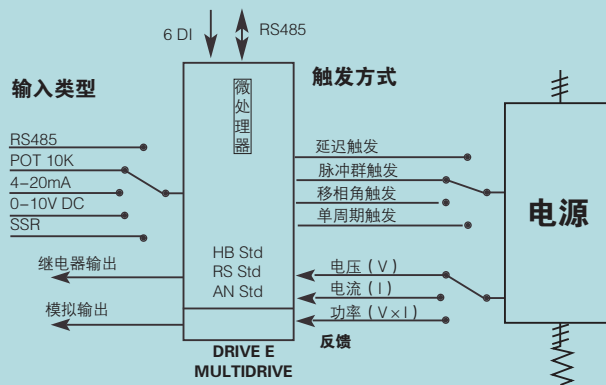 6 DI
RS485
输入类型
触发方式
微处理器
RS485
POT 10K
4-20mA
0-10V DC
SSR
延迟触发
脉冲群触发
移相角触发
单周期触发
电源
HB Std
RS Std
AN Std
继电器输出
模拟输出
电压(V)
电流(I)
功率(V×I)
反馈
DRIVE E
MULTIDRIVE